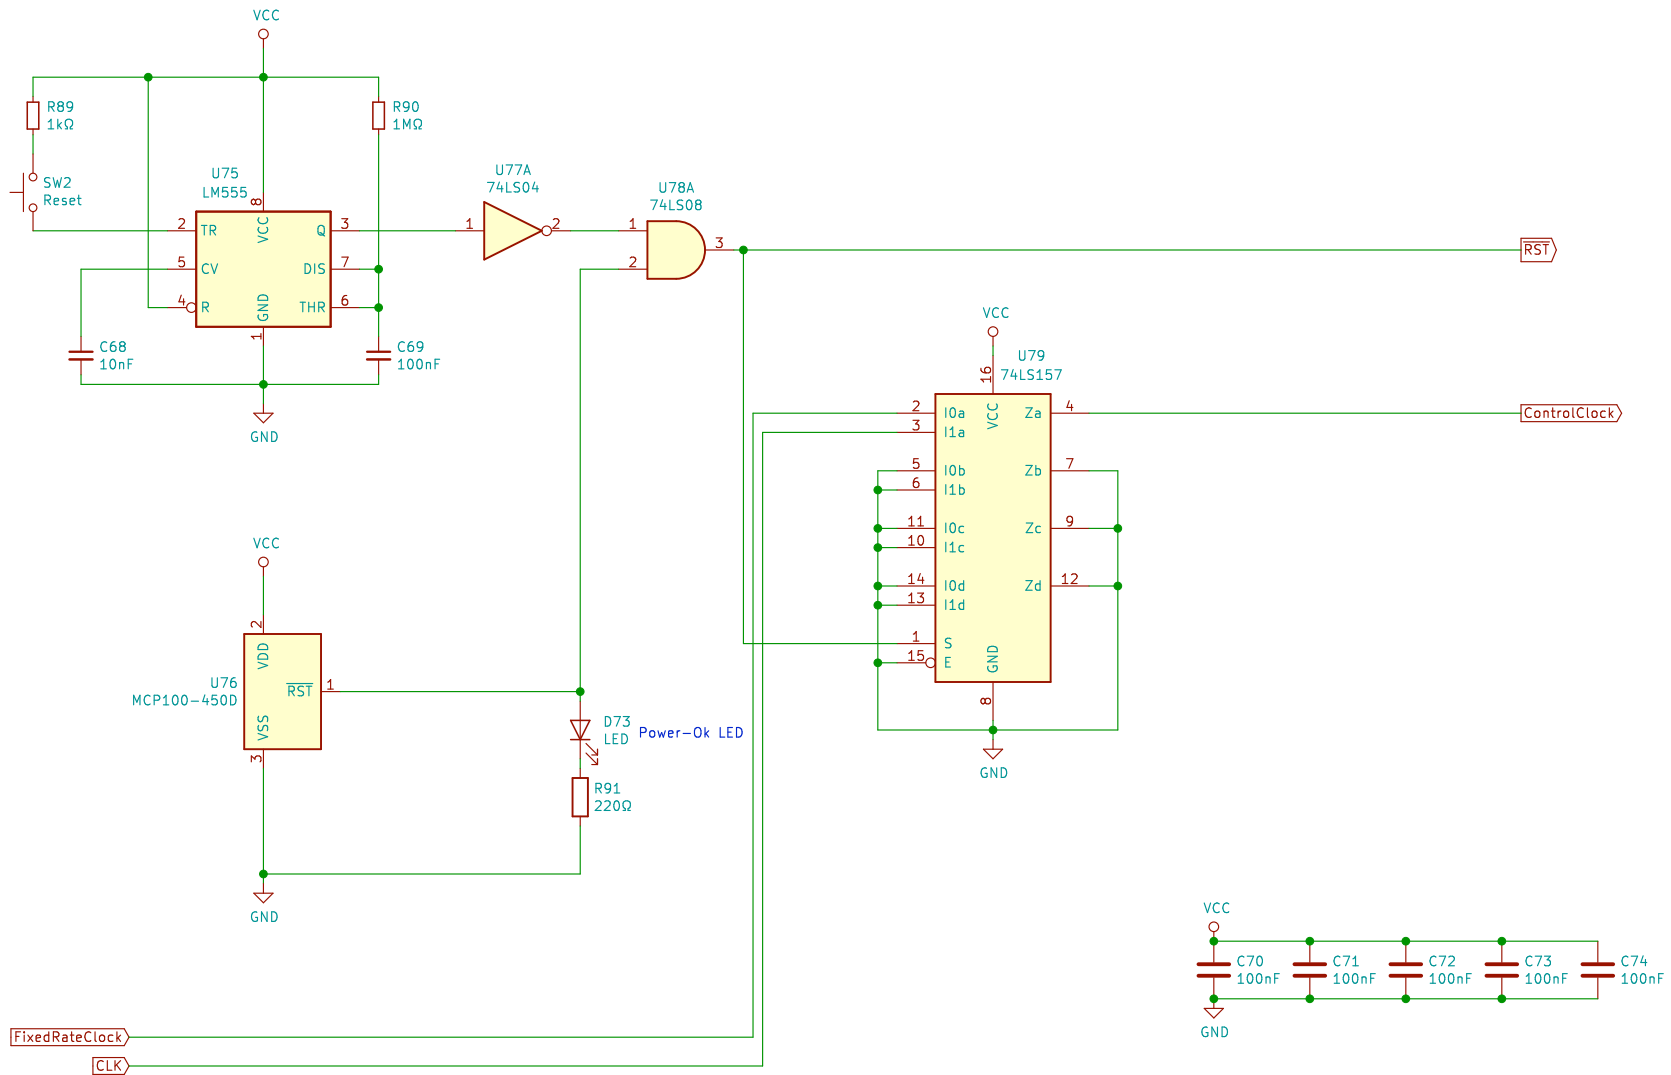 VCC
R89
1kΩ
R90
1MΩ
SW2
Reset
U75
LM555
8
VCC
2
TR
Q
3
5
CV
DIS
7
4
R
GND
THR
6
1
C68
10nF
C69
100nF
GND
U77A
74LS04
1
2
U78A
74LS08
1
2
3
RST
VCC
U79
74LS157
16
VCC
2
I0a
Za
4
3
I1a
5
I0b
Zb
7
6
I1b
11
I0c
Zc
9
10
I1c
14
I0d
Zd
12
13
I1d
1
S
15
E
GND
8
GND
ControlClock
VCC
2
VDD
U76
MCP100-450D
RST
1
VSS
3
GND
D73
LED
Power-Ok LED
R91
220Ω
VCC
C70
100nF
C71
100nF
C72
100nF
C73
100nF
C74
100nF
GND
FixedRateClock
CLK